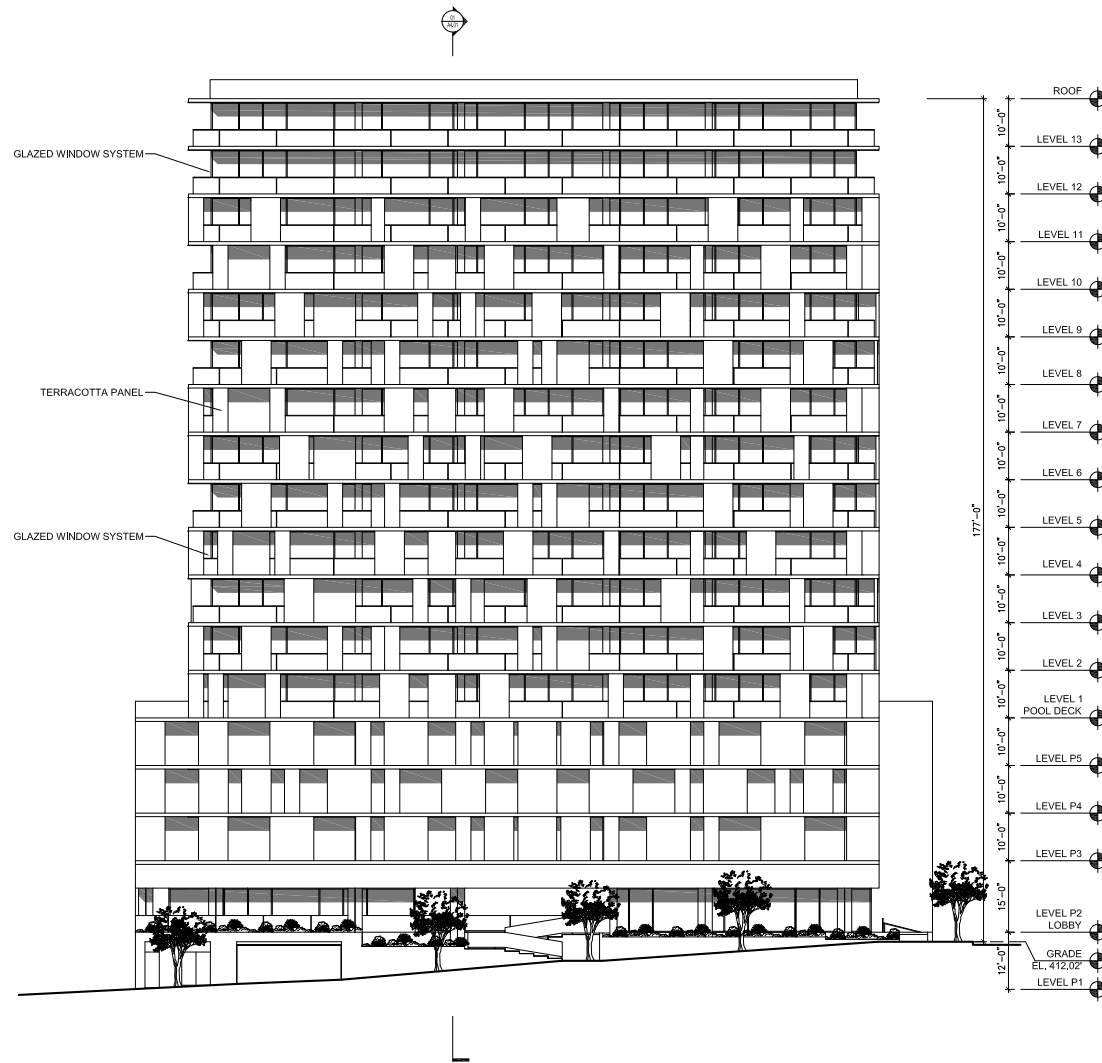 01
ROOF
10'-0"
LEVEL 13
GLAZED WINDOW SYSTEM
10'-0"
LEVEL 12
10'-0"
LEVEL 11
10'-0"
LEVEL 10
10'-0"
LEVEL 9
10'-0"
LEVEL 8
TERRACOTTA PANEL
10'-0"
LEVEL 7
10'-0"
LEVEL 6
10'-0"
LEVEL 5
177'-0"
GLAZED WINDOW SYSTEM
10'-0"
LEVEL 4
10'-0"
LEVEL 3
10'-0"
LEVEL 2
10'-0"
LEVEL 1
POOL DECK
10'-0"
LEVEL P5
10'-0"
LEVEL P4
10'-0"
LEVEL P3
15'-0"
LEVEL P2
LOBBY
GRADE
EL. 412.02'
12'-0"
LEVEL P1